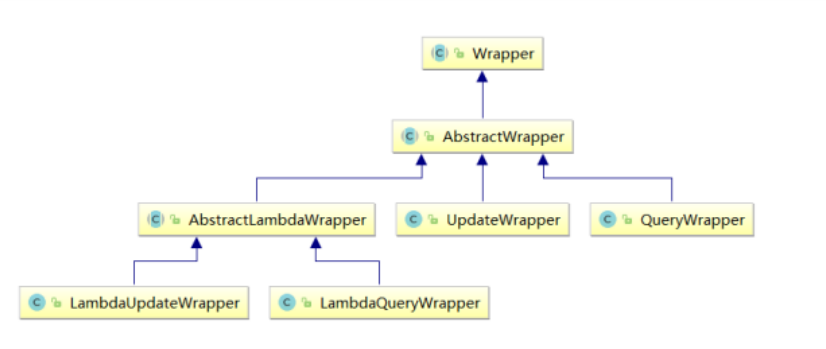 Wrapper
AbstractWrapper
AbstractLambdaWrapper
UpdateWrapper
QueryWrapper
LambdaUpdateWrapper
LambdaQueryWrapper